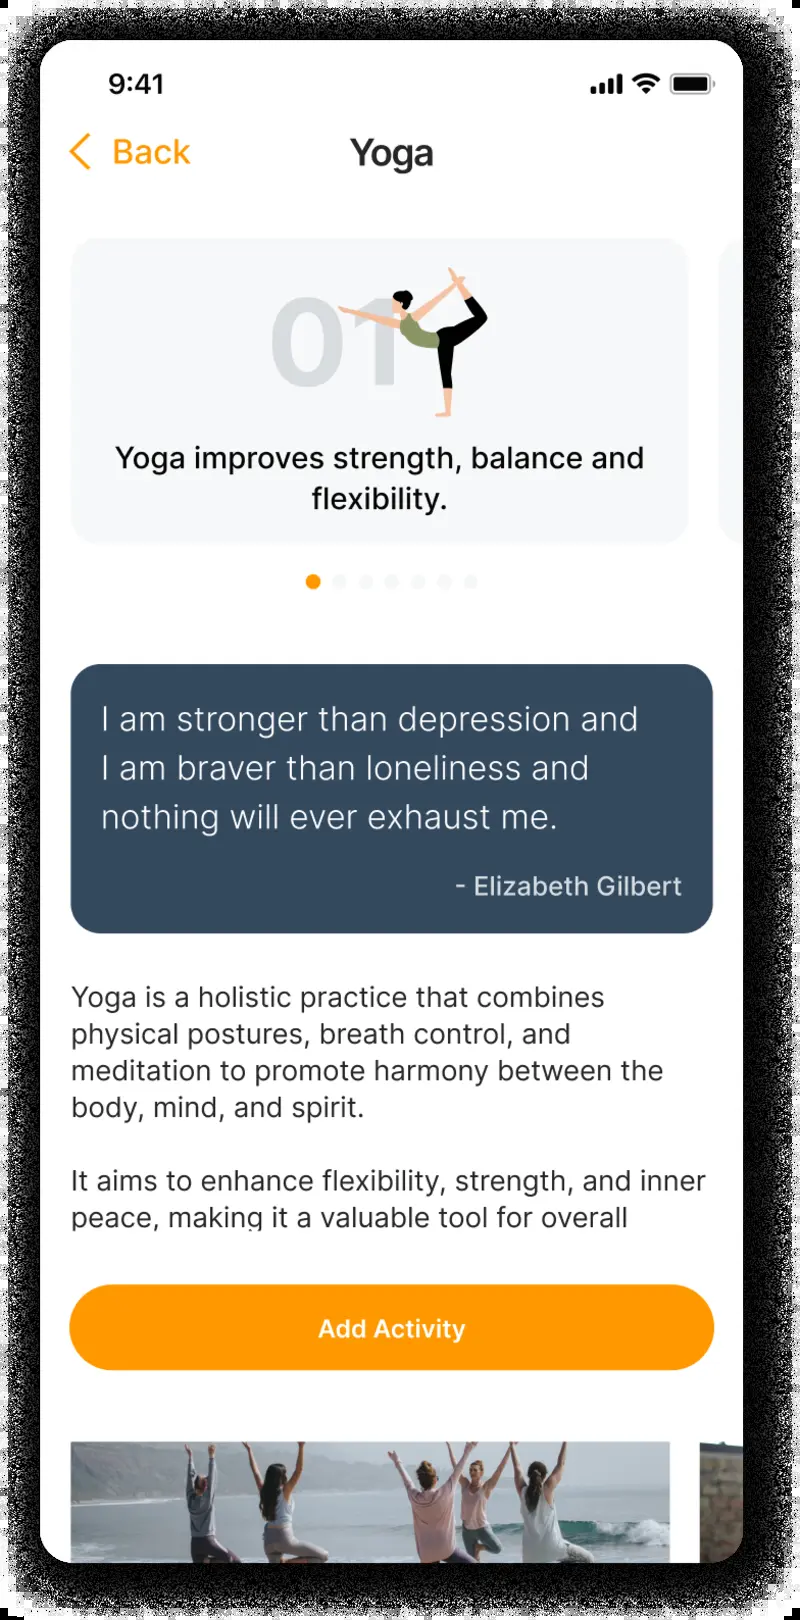 9:41
Back
Yoga
01
Yoga improves strength, balance and
flexibility.
I am stronger than depression and
I am braver than loneliness and
nothing will ever exhaust me.
- Elizabeth Gilbert
Yoga is a holistic practice that combines
physical postures, breath control, and
meditation to promote harmony between the
body, mind, and spirit.
It aims to enhance flexibility, strength, and inner
peace, making it a valuable tool for overall
Add Activity